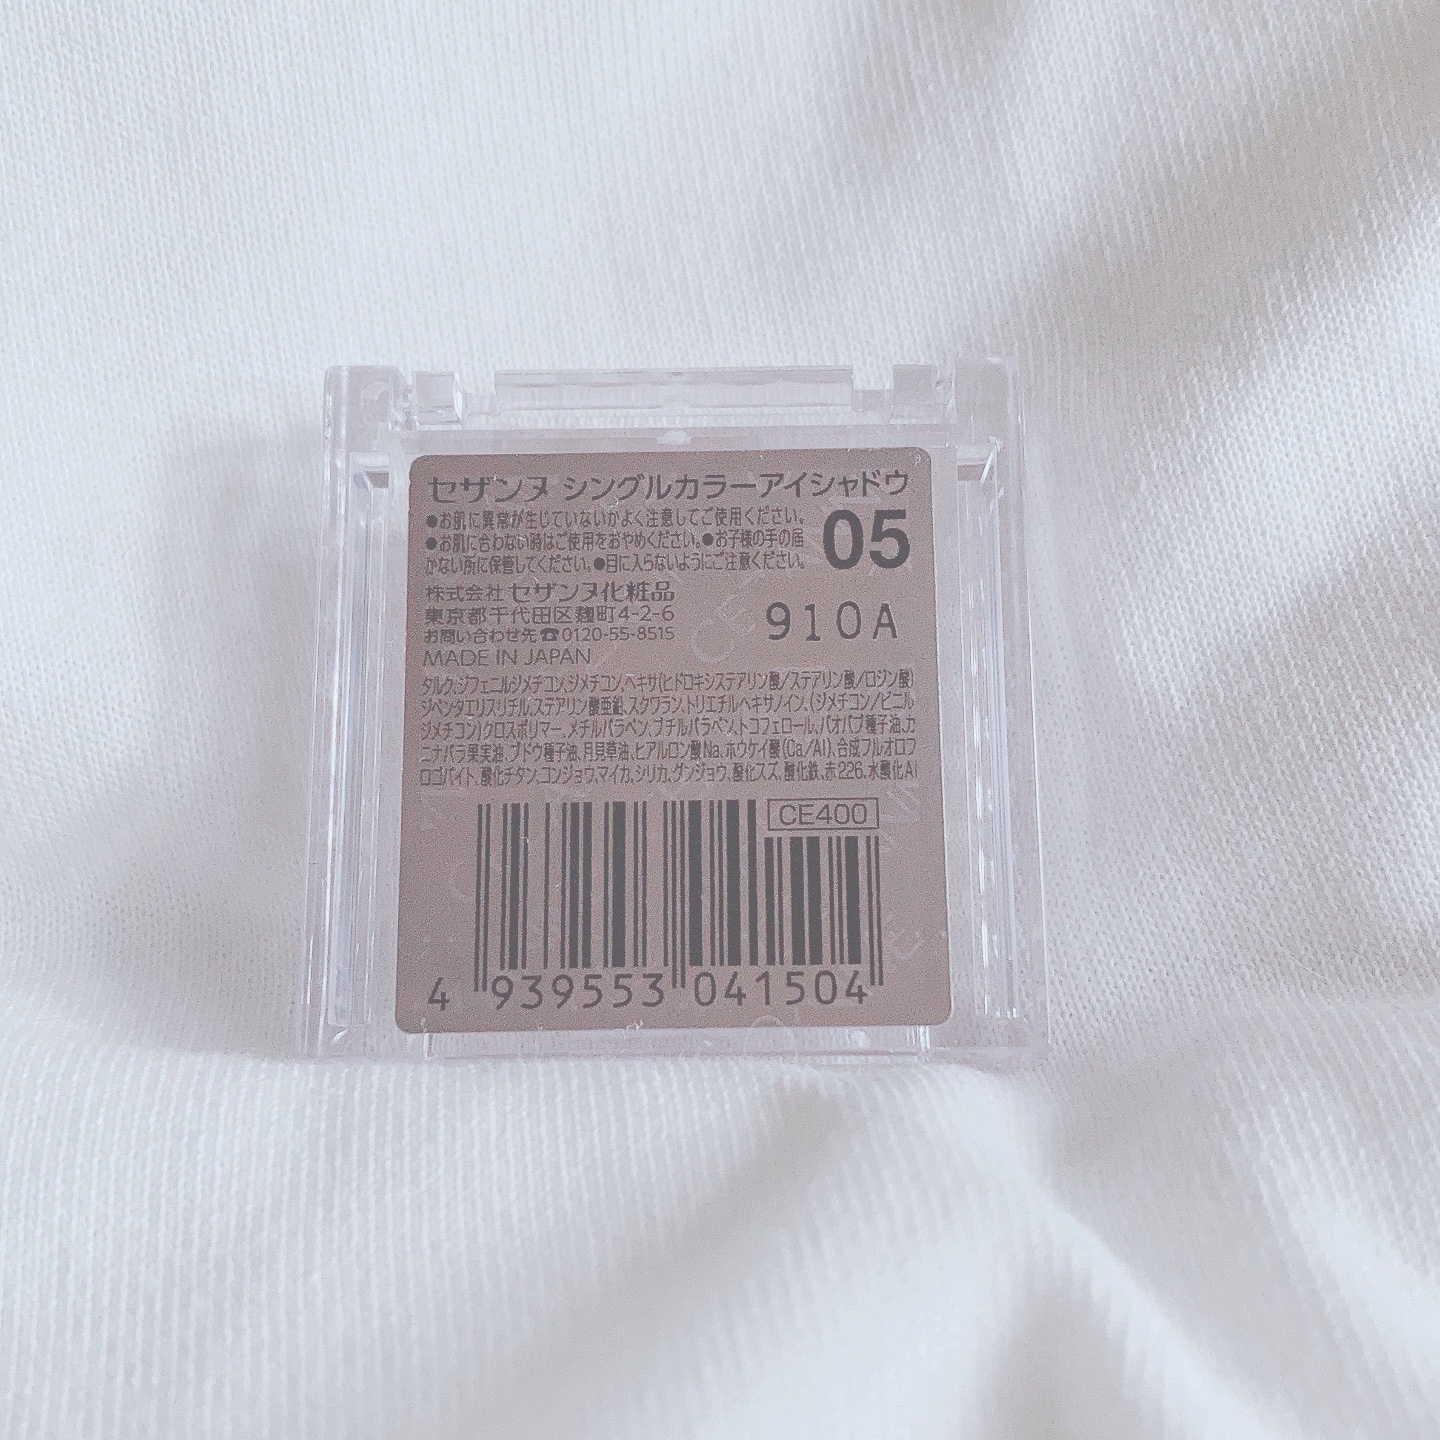 セザンヌ シングルカラーアイシャドウ
●お肌に異常が生じていないかよく注意してご使用ください。
●お肌に合わない時はご使用をおやめください。●お子様の手の届
かない所に保管してください。●目に入らないようにご注意ください。
05
株式会社 セザンヌ化粧品
東京都千代田区麹町4-2-6
お問い合わせ先☎0120-55-8515
910A
MADE IN JAPAN
タルク、ジフェニルジメチコン、ジメチコン、ヘキサ(ヒドロキシステアリン酸/ステアリン酸/ロジン酸)
ジペンタエリスリチル、ステアリン酸亜鉛、スクワラン、トリエチルヘキサノイン、(ジメチコン/ビニル
ジメチコン)クロスポリマー、メチルパラベン、ブチルパラベン、トコフェロール、バオバブ種子油、カ
ニナバラ果実油、ブドウ種子油、月見草油、ヒアルロン酸Na、ホウケイ酸(Ca/Al)、合成フルオロフ
ロゴパイト、酸化チタン、コンジョウ、マイカ、シリカ、グンジョウ、酸化スズ、酸化鉄、赤226、水酸化Al
CE400
4 939553 041504